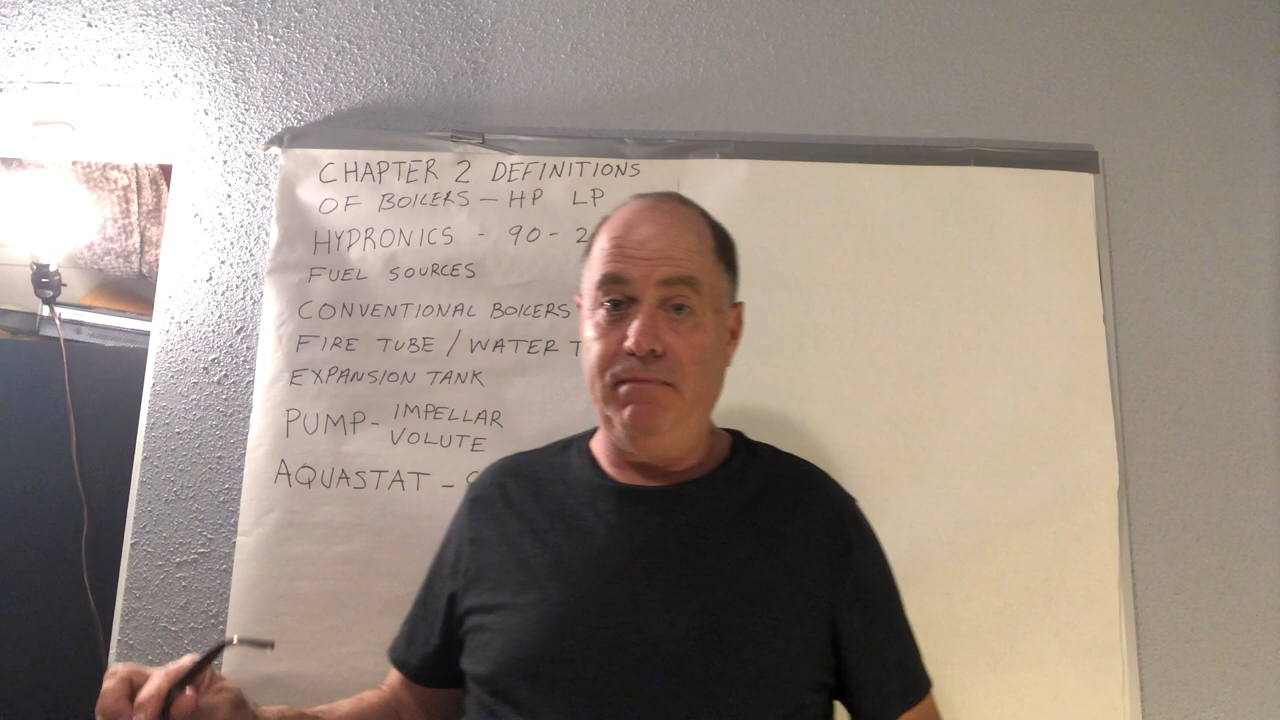 CHAPTER 2 DEFINITIONS
OF BOILERS - HP LP
HYDRONICS - 90 - 2
FUEL SOURCES
CONVENTIONAL BOILERS
FIRE TUBE / WATER T
EXPANSION TANK
PUMP - IMPELLAR
VOLUTE
AQUASTAT -